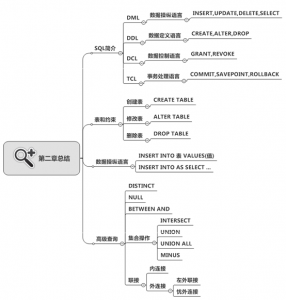 第二章总结
SQL简介
DML
数据操纵语言
INSERT,UPDATE,DELETE,SELECT
DDL
数据定义语言
CREATE,ALTER,DROP
DCL
数据控制语言
GRANT,REVOKE
TCL
事务处理语言
COMMIT,SAVEPOINT,ROLLBACK
表和约束
创建表
CREATE TABLE
修改表
ALTER TABLE
删除表
DROP TABLE
数据操纵语言
INSERT INTO 表 VALUES(值)
INSERT INTO AS SELECT ...
高级查询
DISTINCT
NULL
BETWEEN AND
集合操作
INTERSECT
UNION
UNION ALL
MINUS
联接
内连接
外连接
左外联接